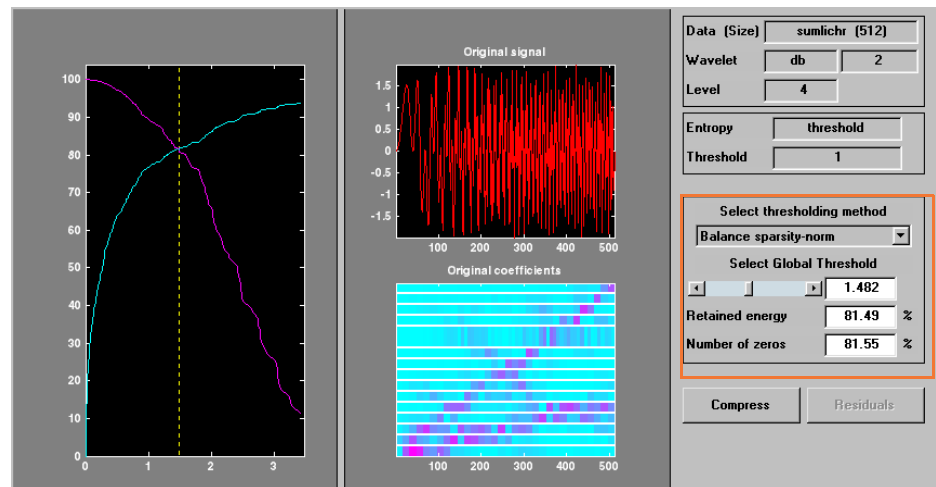 100
90
80
70
60
50
40
30
20
10
0
0 1 2 3
Original signal
1.5
1
0.5
0
-0.5
-1
-1.5
100 200 300 400 500
Original coefficients
100 200 300 400 500
Data (Size) sumlichr (512)
Wavelet db 2
Level 4
Entropy threshold
Threshold 1
Select thresholding method
Balance sparsity-norm
Select Global Threshold
1.482
Retained energy 81.49 %
Number of zeros 81.55 %
Compress Residuals